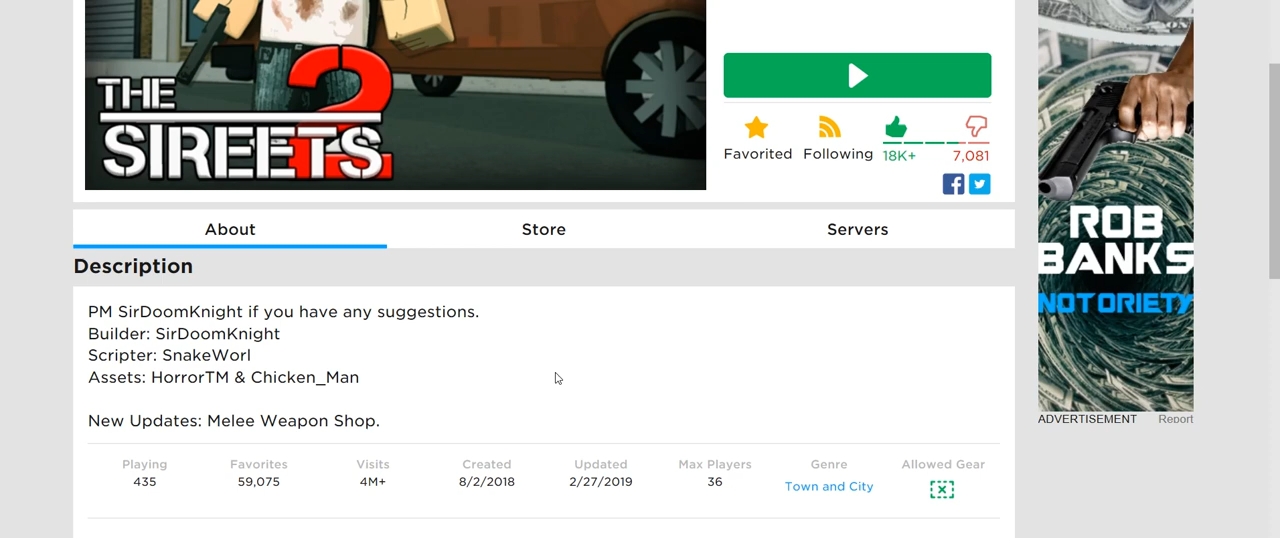 THE
STREETS 2
Favorited Following 18K+ 7,081
About Store Servers
Description
PM SirDoomKnight if you have any suggestions.
Builder: SirDoomKnight
Scripter: SnakeWorl
Assets: HorrorTM & Chicken_Man
New Updates: Melee Weapon Shop.
Playing Favorites Visits Created Updated Max Players Genre Allowed Gear
435 59,075 4M+ 8/2/2018 2/27/2019 36 Town and City
ROB
BANKS
NOTORIETY
ADVERTISEMENT Report